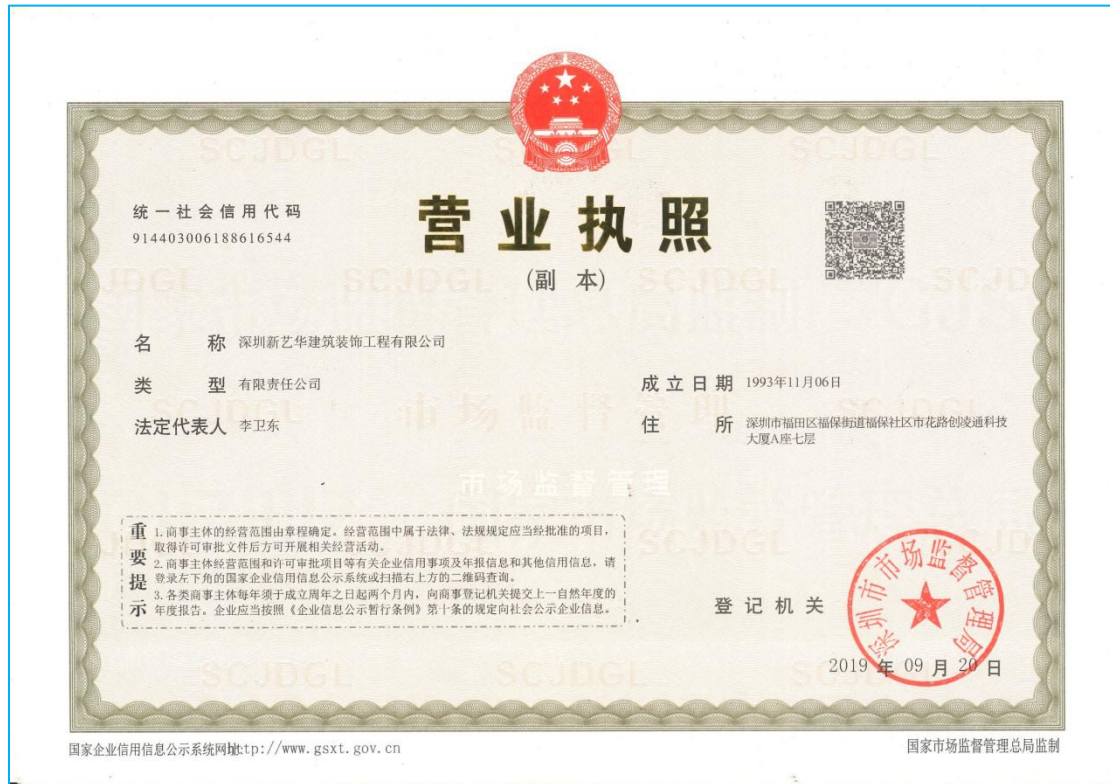 统一社会信用代码
914403006188616544
营业执照
(副 本)
名 称 深圳新艺华建筑装饰工程有限公司
类 型 有限责任公司
法定代表人 李卫东
成立日期 1993年11月06日
住 所 深圳市福田区福保街道福保社区市花路创凌通科技
大厦A座七层
重要提示
1.商事主体的经营范围由章程确定。经营范围中属于法律、法规规定应当经批准的项目,
取得许可审批文件后方可开展相关经营活动。
2.商事主体经营范围和许可审批项目等有关企业信用事项及年报信息和其他信用信息,请
登录左下角的国家企业信用信息公示系统或扫描右上方的二维码查询。
3.各类商事主体每年须于成立周年之日起两个月内,向商事登记机关提交上一自然年度的
年度报告。企业应当按照《企业信息公示暂行条例》第十条的规定向社会公示企业信息。
登记机关
深圳市市场监督管理局
2019 年 09 月 20 日
SCJDGL
市场监督管理
国家企业信用信息公示系统网址http://www.gsxt.gov.cn
国家市场监督管理总局监制